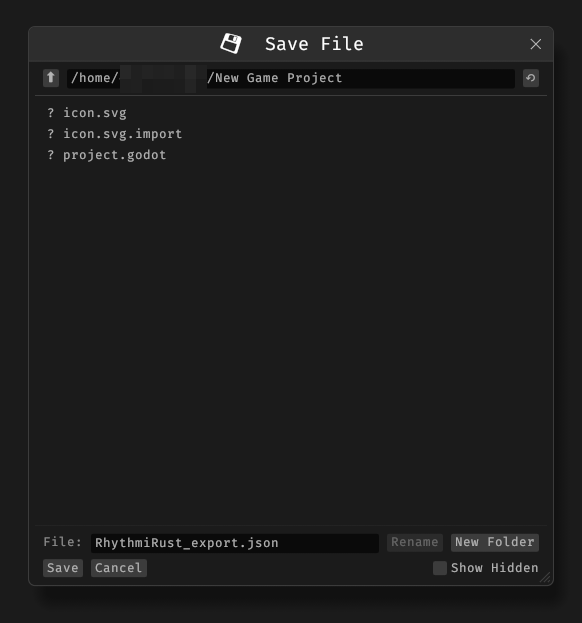 Save File
/home/ /New Game Project
? icon.svg
? icon.svg.import
? project.godot
File: RhythmiRust_export.json Rename New Folder
Save Cancel Show Hidden